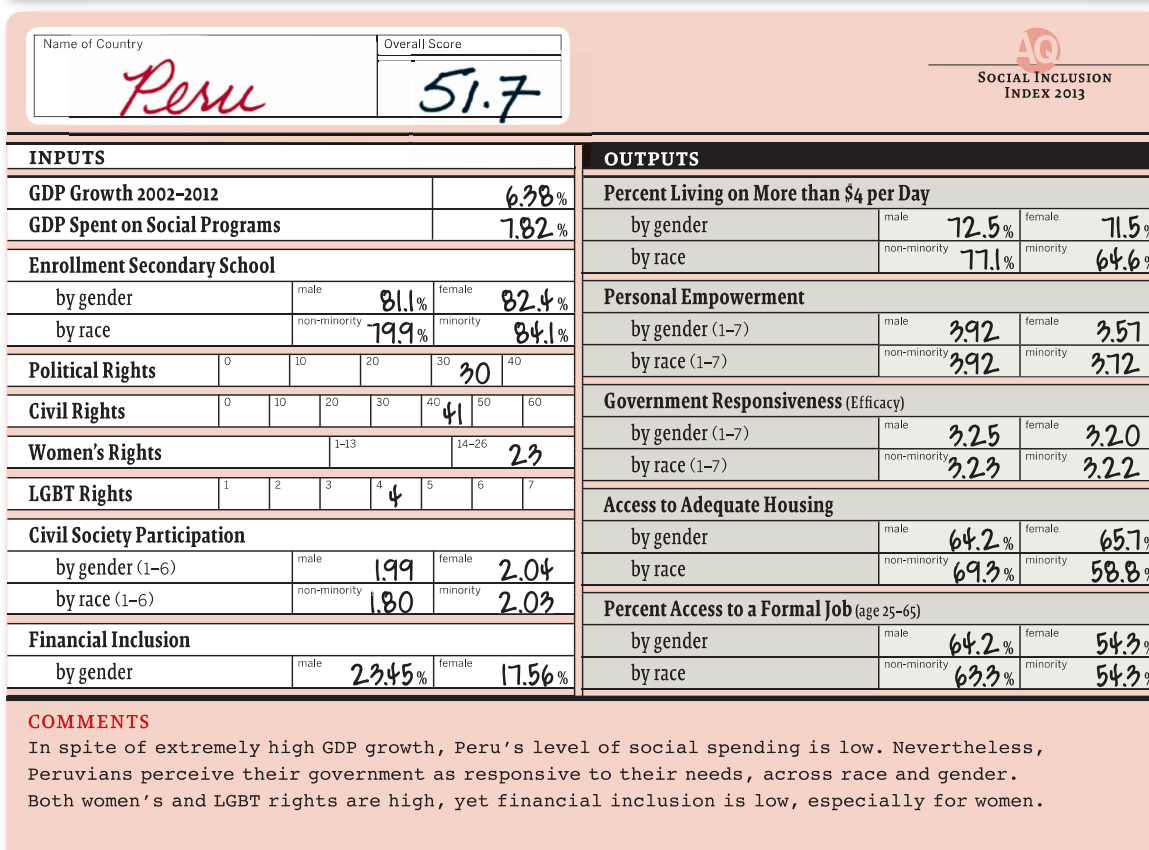 Name of Country
Overall Score
Peru
51.7
AQ
SOCIAL INCLUSION
INDEX 2013
INPUTS
GDP Growth 2002–2012 6.38%
GDP Spent on Social Programs 7.82%
Enrollment Secondary School
by gender male 81.1% female 82.4%
by race non-minority 79.9% minority 84.1%
Political Rights 0 10 20 30 30 40
Civil Rights 0 10 20 30 40 41 50 60
Women's Rights 1–13 14–26 23
LGBT Rights 1 2 3 4 4 5 6 7
Civil Society Participation
by gender (1–6) male 1.99 female 2.04
by race (1–6) non-minority 1.80 minority 2.03
Financial Inclusion
by gender male 23.45% female 17.56%
OUTPUTS
Percent Living on More than $4 per Day
by gender male 72.5% female 71.5%
by race non-minority 77.1% minority 64.6%
Personal Empowerment
by gender (1–7) male 3.92 female 3.57
by race (1–7) non-minority 3.92 minority 3.72
Government Responsiveness (Efficacy)
by gender (1–7) male 3.25 female 3.20
by race (1–7) non-minority 3.23 minority 3.22
Access to Adequate Housing
by gender male 64.2% female 65.7%
by race non-minority 69.3% minority 58.8%
Percent Access to a Formal Job (age 25–65)
by gender male 64.2% female 54.3%
by race non-minority 63.3% minority 54.3%
COMMENTS
In spite of extremely high GDP growth, Peru's level of social spending is low. Nevertheless,
Peruvians perceive their government as responsive to their needs, across race and gender.
Both women's and LGBT rights are high, yet financial inclusion is low, especially for women.